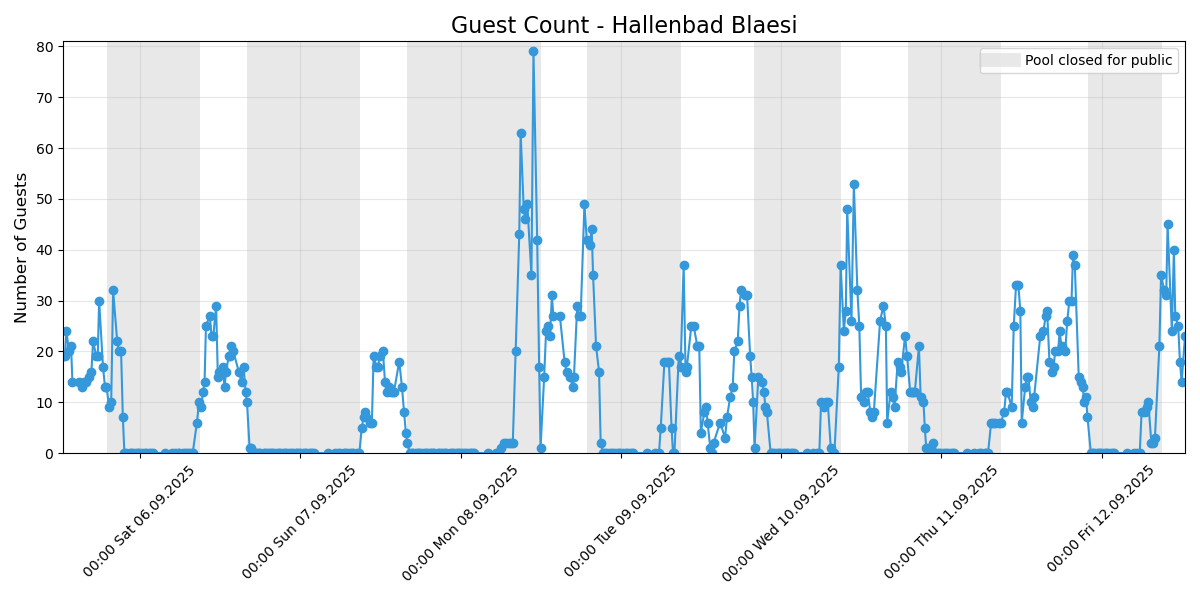 Guest Count - Hallenbad Blaesi
Pool closed for public
Number of Guests
80
70
60
50
40
30
20
10
0
00:00 Sat 06.09.2025
00:00 Sun 07.09.2025
00:00 Mon 08.09.2025
00:00 Tue 09.09.2025
00:00 Wed 10.09.2025
00:00 Thu 11.09.2025
00:00 Fri 12.09.2025